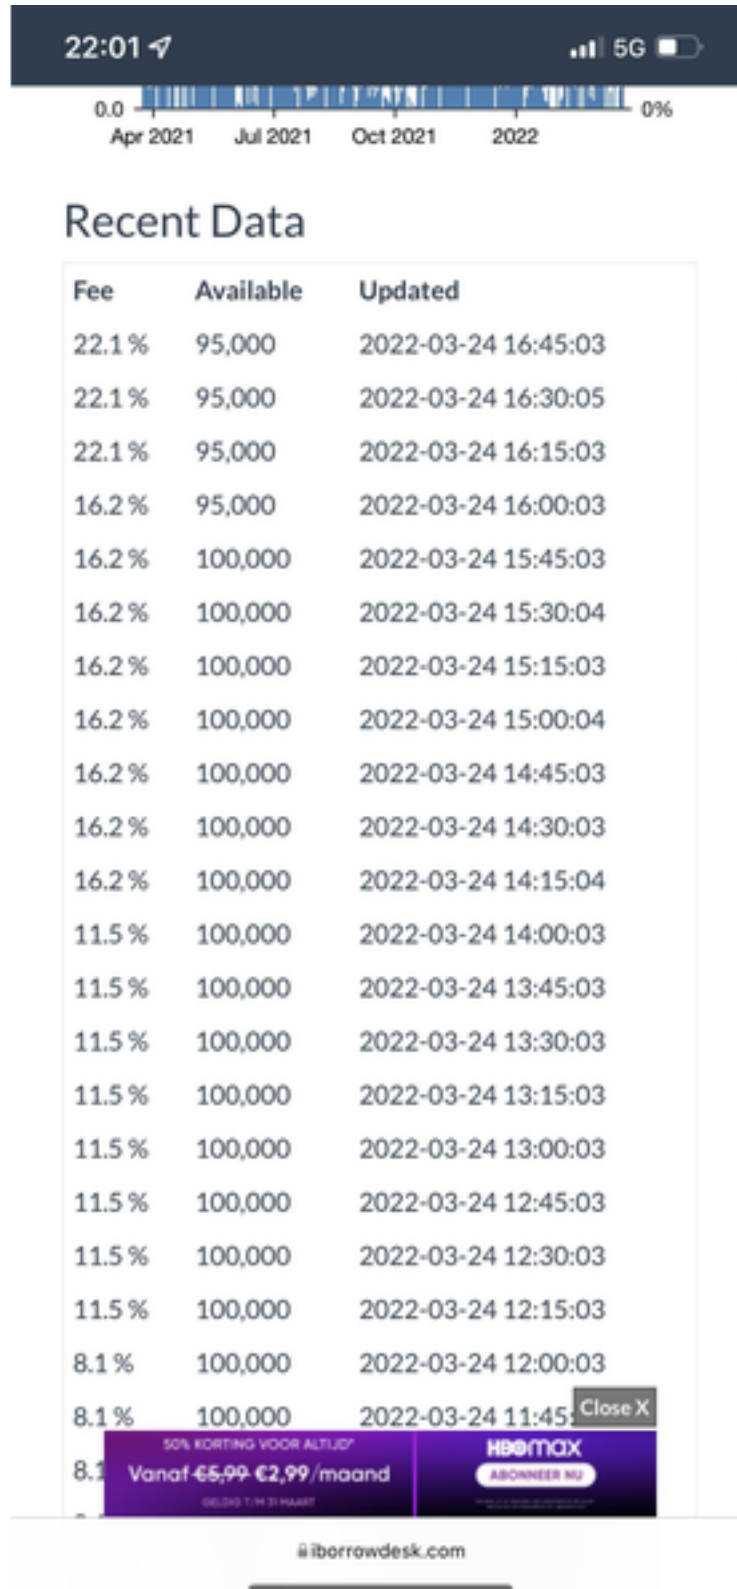 22:01 5G
0.0 0%
Apr 2021 Jul 2021 Oct 2021 2022
Recent Data
Fee Available Updated
22.1 % 95,000 2022-03-24 16:45:03
22.1 % 95,000 2022-03-24 16:30:05
22.1 % 95,000 2022-03-24 16:15:03
16.2 % 95,000 2022-03-24 16:00:03
16.2 % 100,000 2022-03-24 15:45:03
16.2 % 100,000 2022-03-24 15:30:04
16.2 % 100,000 2022-03-24 15:15:03
16.2 % 100,000 2022-03-24 15:00:04
16.2 % 100,000 2022-03-24 14:45:03
16.2 % 100,000 2022-03-24 14:30:03
16.2 % 100,000 2022-03-24 14:15:04
11.5 % 100,000 2022-03-24 14:00:03
11.5 % 100,000 2022-03-24 13:45:03
11.5 % 100,000 2022-03-24 13:30:03
11.5 % 100,000 2022-03-24 13:15:03
11.5 % 100,000 2022-03-24 13:00:03
11.5 % 100,000 2022-03-24 12:45:03
11.5 % 100,000 2022-03-24 12:30:03
11.5 % 100,000 2022-03-24 12:15:03
8.1 % 100,000 2022-03-24 12:00:03
8.1 % 100,000 2022-03-24 11:45:
Close X
8.1
50% KORTING VOOR ALTIJD*
Vanaf €5,99 €2,99/maand
GELDIG T/M 31 MAART
HBOmax
ABONNEER NU
iborrowdesk.com